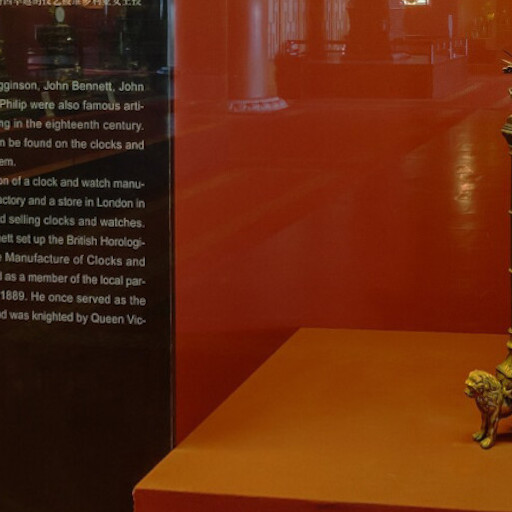 gginson, John Bennett, John
Philip were also famous arti-
ng in the eighteenth century.
n be found on the clocks and
em.
on of a clock and watch manu-
actory and a store in London in
d selling clocks and watches.
ett set up the British Horologi-
e Manufacture of Clocks and
l as a member of the local par-
1889. He once served as the
nd was knighted by Queen Vic-